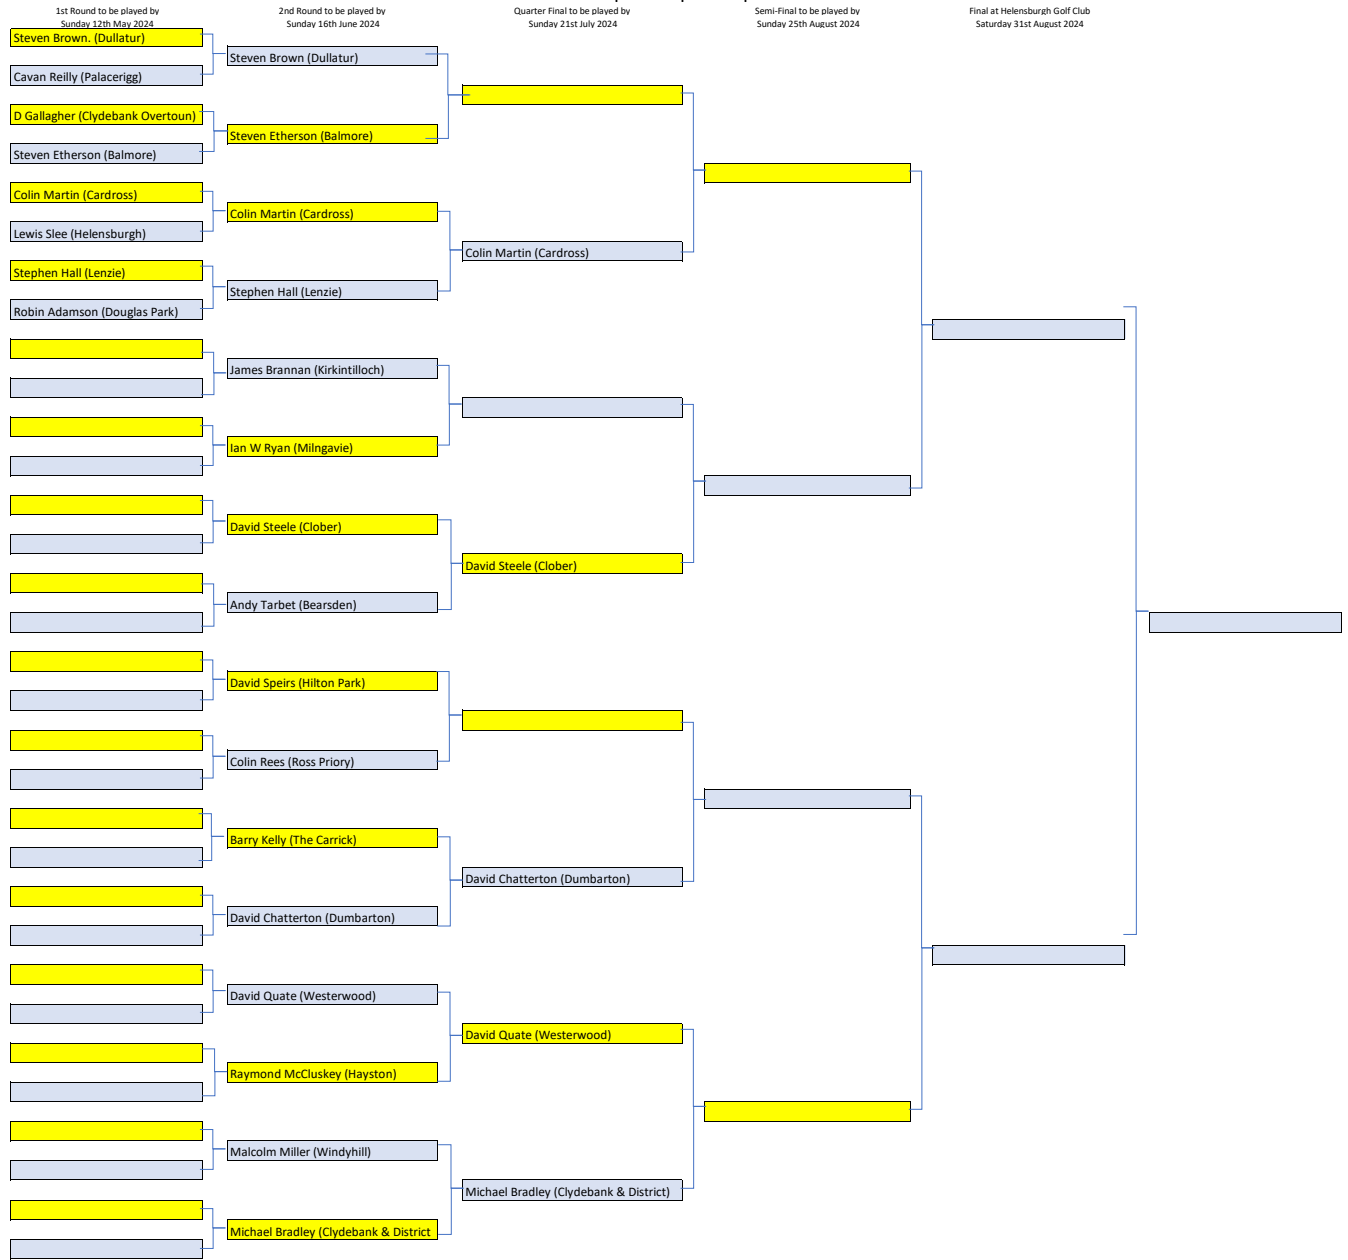 1st Round to be played by
Sunday 12th May 2024
2nd Round to be played by
Sunday 16th June 2024
Quarter Final to be played by
Sunday 21st July 2024
Semi-Final to be played by
Sunday 25th August 2024
Final at Helensburgh Golf Club
Saturday 31st August 2024
Steven Brown. (Dullatur)
Cavan Reilly (Palacerigg)
D Gallagher (Clydebank Overtoun)
Steven Etherson (Balmore)
Colin Martin (Cardross)
Lewis Slee (Helensburgh)
Stephen Hall (Lenzie)
Robin Adamson (Douglas Park)
Steven Brown (Dullatur)
Steven Etherson (Balmore)
Colin Martin (Cardross)
Stephen Hall (Lenzie)
James Brannan (Kirkintilloch)
Ian W Ryan (Milngavie)
David Steele (Clober)
Andy Tarbet (Bearsden)
David Speirs (Hilton Park)
Colin Rees (Ross Priory)
Barry Kelly (The Carrick)
David Chatterton (Dumbarton)
David Quate (Westerwood)
Raymond McCluskey (Hayston)
Malcolm Miller (Windyhill)
Michael Bradley (Clydebank & District
Colin Martin (Cardross)
David Steele (Clober)
David Chatterton (Dumbarton)
David Quate (Westerwood)
Michael Bradley (Clydebank & District)